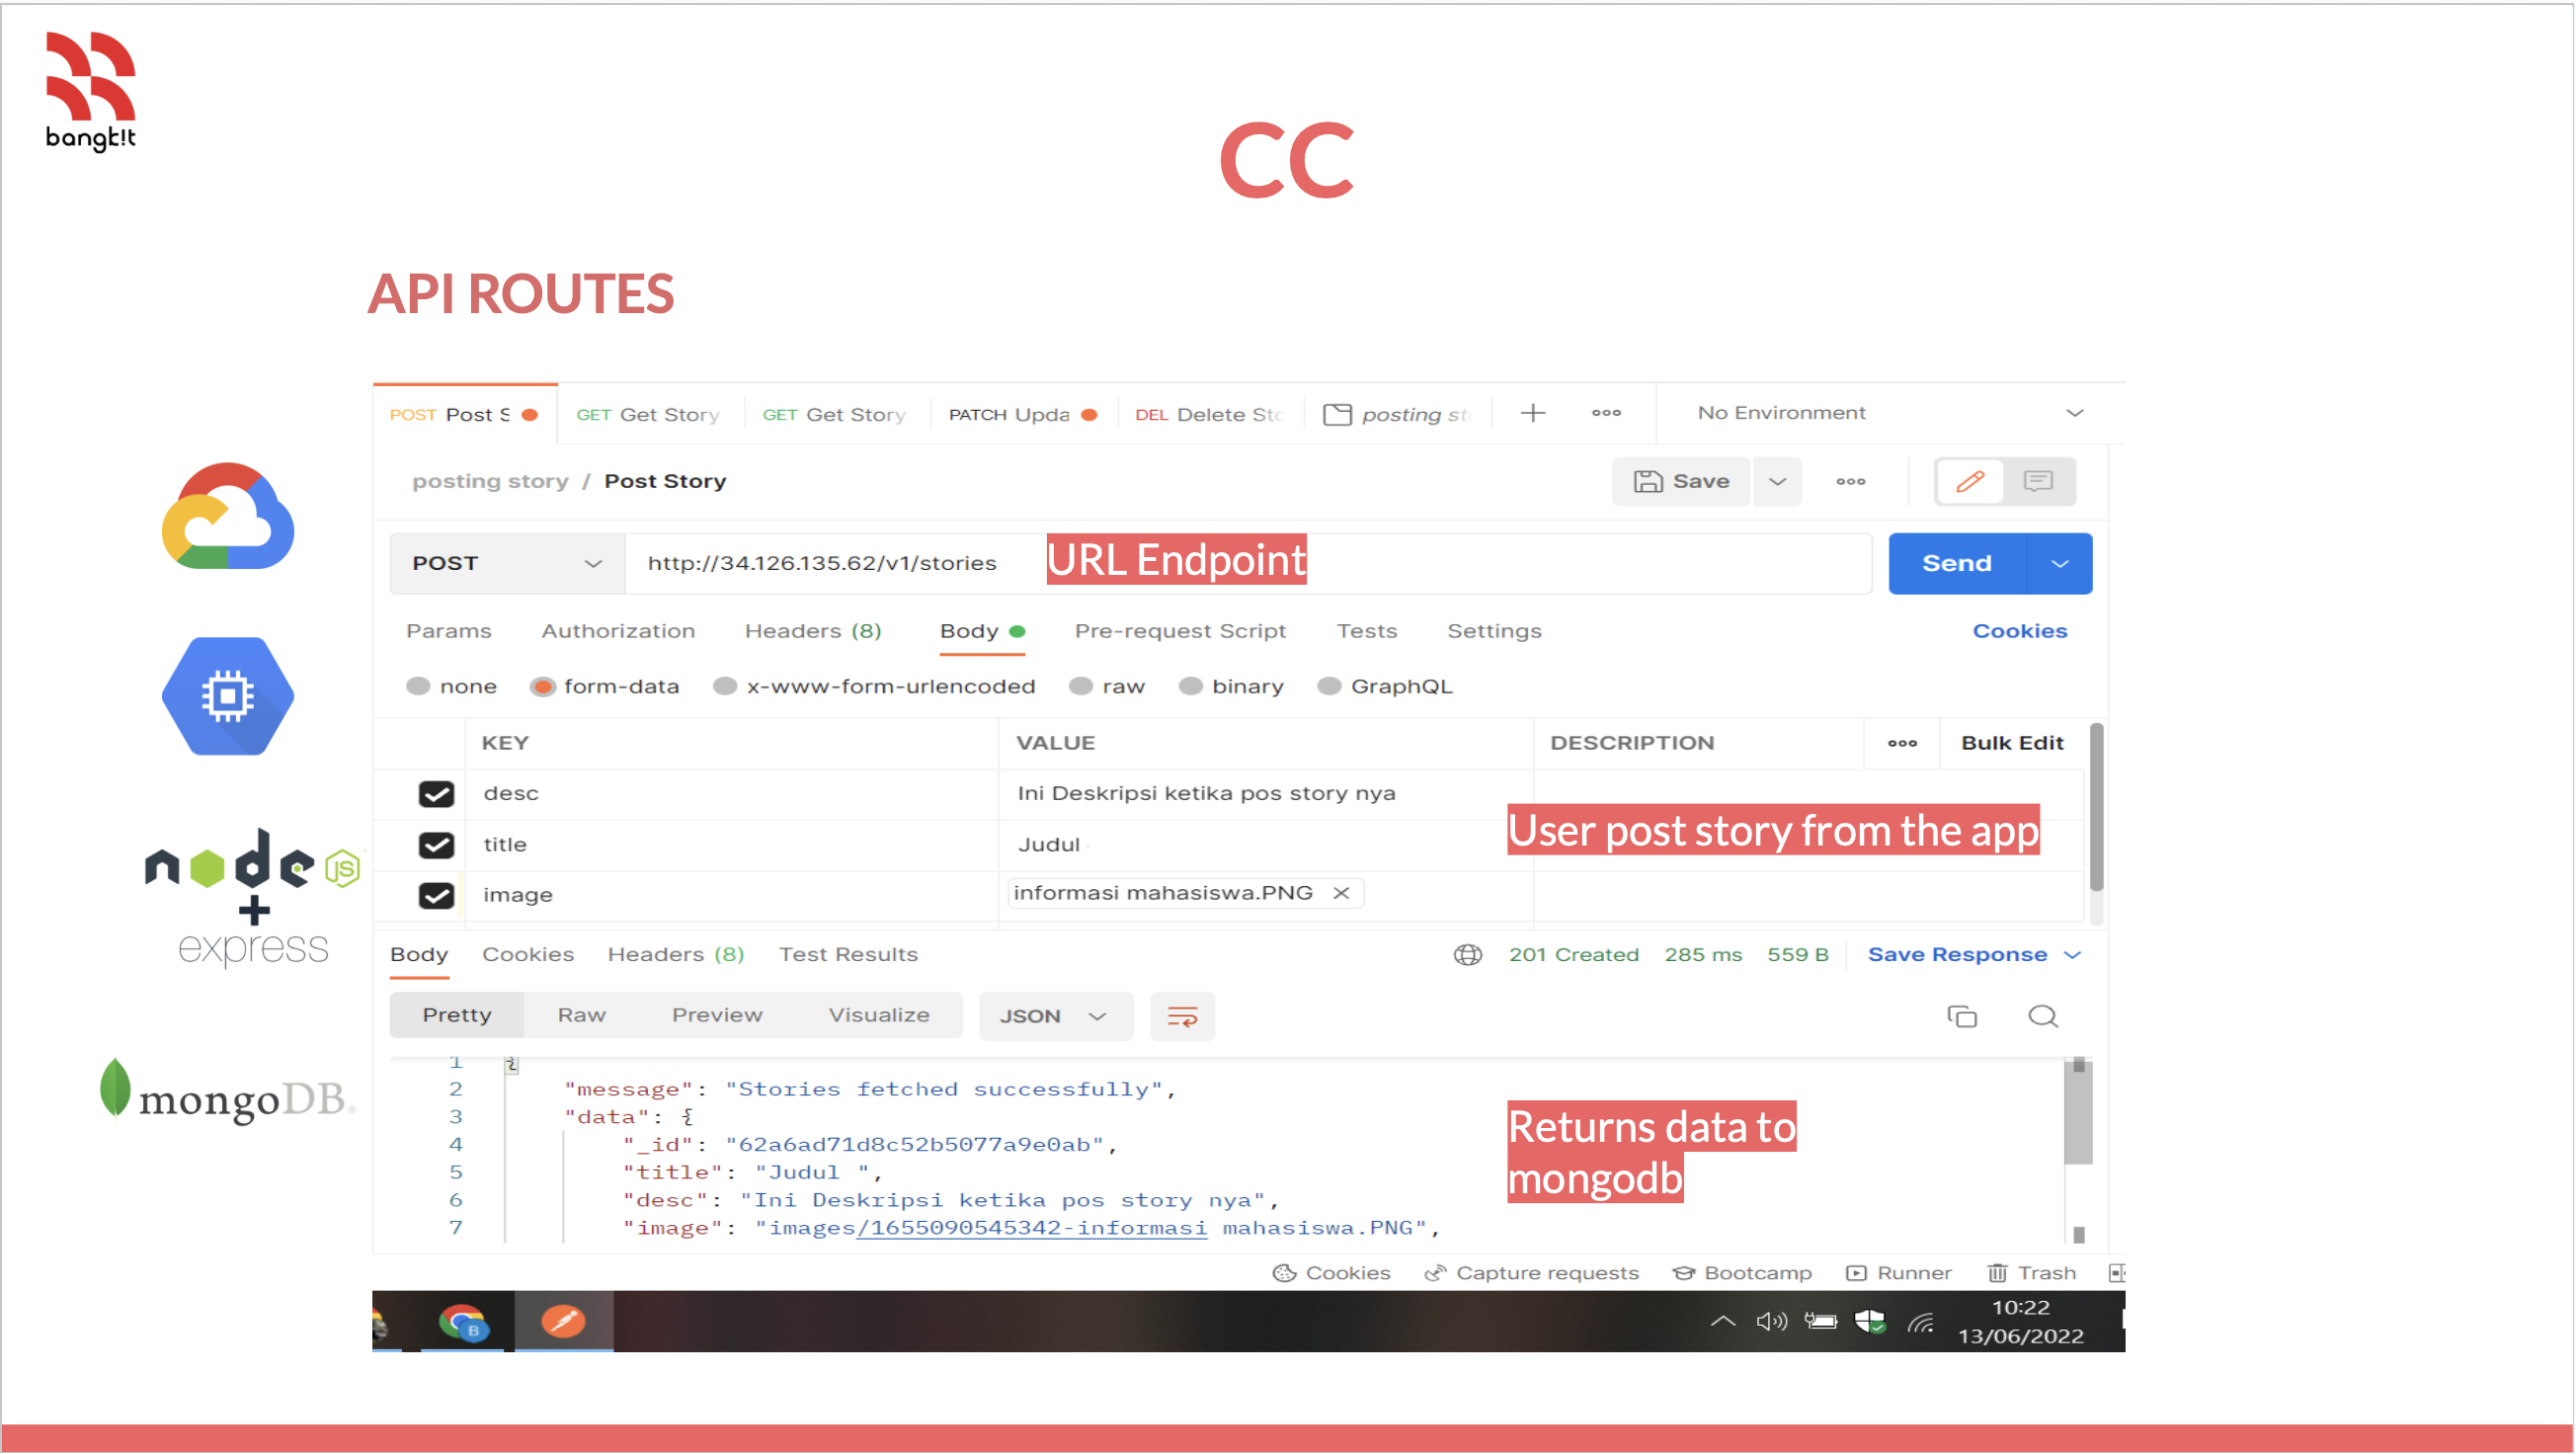 bangk!t
CC
API ROUTES
POST Post S GET Get Story GET Get Story PATCH Upda DEL Delete Sto posting st No Environment
posting story / Post Story Save
POST http://34.126.135.62/v1/stories URL Endpoint Send
Params Authorization Headers (8) Body Pre-request Script Tests Settings Cookies
none form-data x-www-form-urlencoded raw binary GraphQL
KEY VALUE DESCRIPTION Bulk Edit
desc Ini Deskripsi ketika pos story nya
title Judul User post story from the app
image informasi mahasiswa.PNG
node JS
+
express
Body Cookies Headers (8) Test Results 201 Created 285 ms 559 B Save Response
Pretty Raw Preview Visualize JSON
mongoDB
1 {
2 "message": "Stories fetched successfully",
3 "data": {
4 "_id": "62a6ad71d8c52b5077a9e0ab",
5 "title": "Judul ",
6 "desc": "Ini Deskripsi ketika pos story nya",
7 "image": "images/1655090545342-informasi mahasiswa.PNG",
Returns data to
mongodb
Cookies Capture requests Bootcamp Runner Trash
B
10:22
13/06/2022